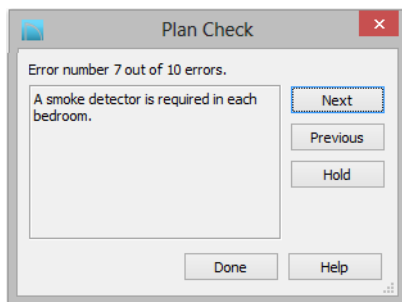 Plan Check
Error number 7 out of 10 errors.
A smoke detector is required in each
bedroom.
Next
Previous
Hold
Done
Help